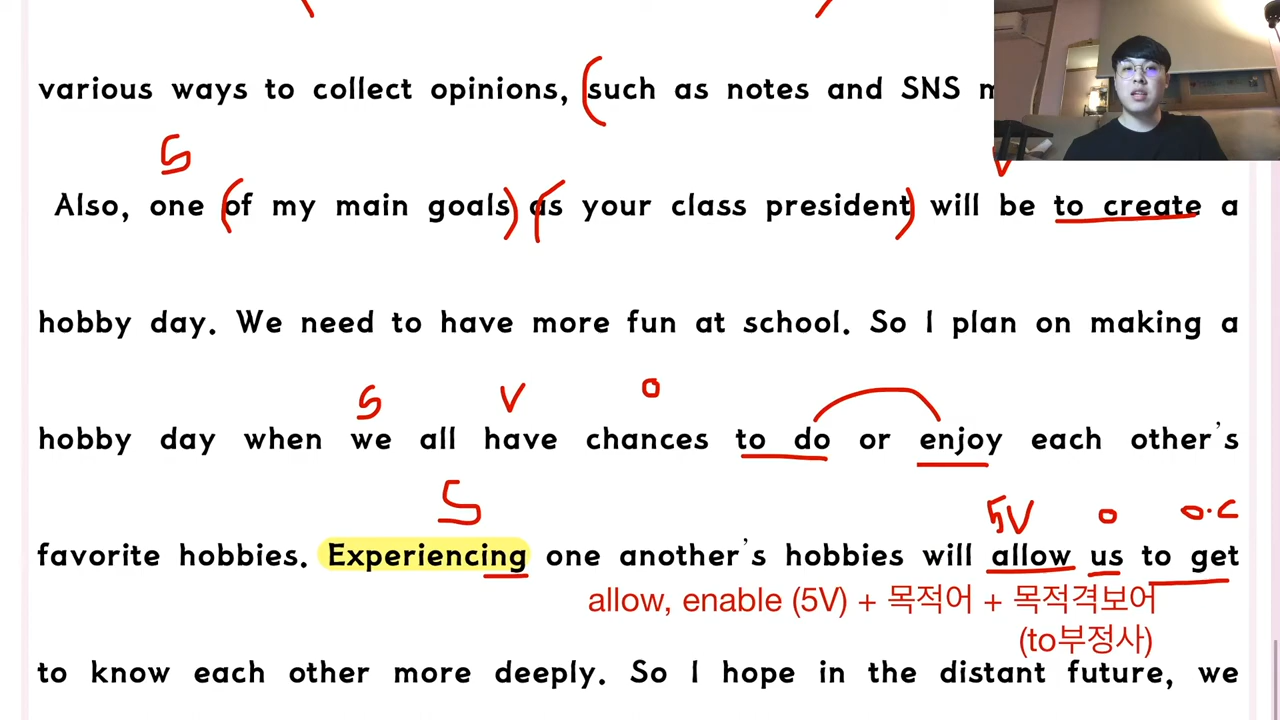 various ways to collect opinions, (such as notes and SNS
S V
Also, one (of my main goals) (as your class president) will be to create a
hobby day. We need to have more fun at school. So I plan on making a
S V O
hobby day when we all have chances to do or enjoy each other's
S 5V O O.C
favorite hobbies. Experiencing one another's hobbies will allow us to get
allow, enable (5V) + 목적어 + 목적격보어
(to부정사)
to know each other more deeply. So I hope in the distant future, we